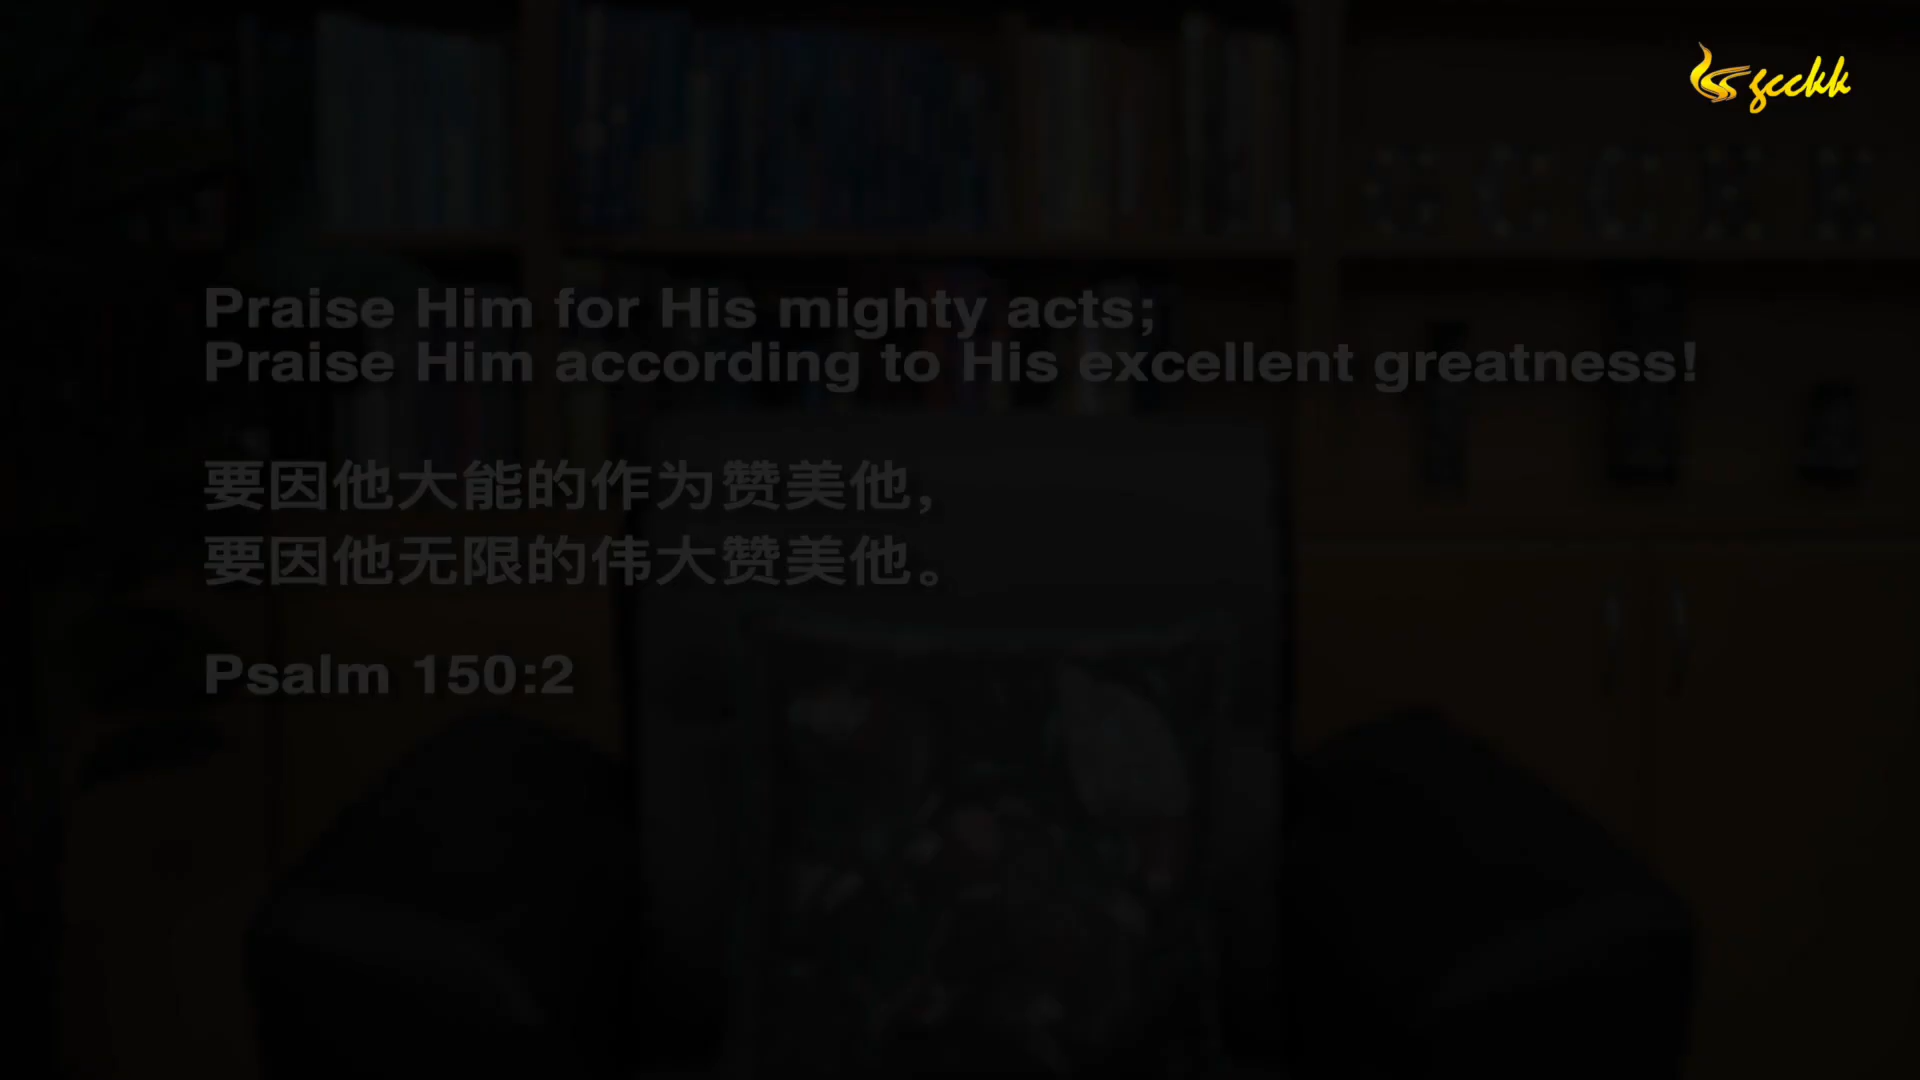 gcckk
GCCKK
Praise Him for His mighty acts;
Praise Him according to His excellent greatness!
要因他大能的作为赞美他，
要因他无限的伟大赞美他。
Psalm 150:2